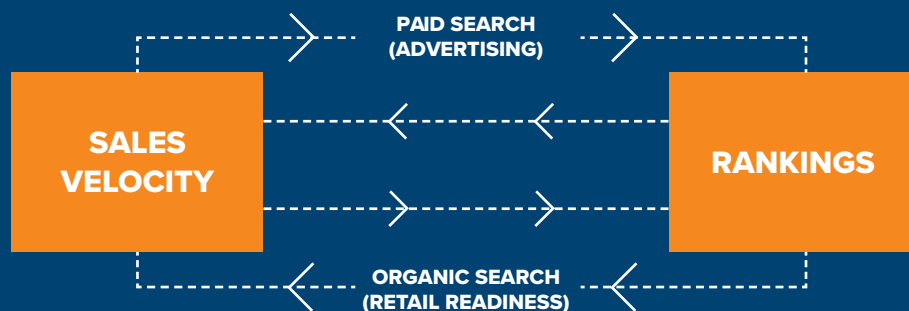 PAID SEARCH
(ADVERTISING)
SALES
VELOCITY
RANKINGS
ORGANIC SEARCH
(RETAIL READINESS)